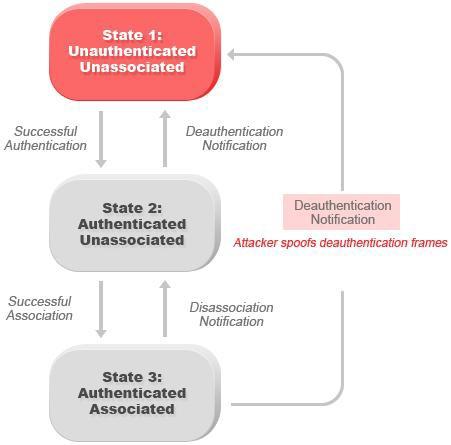 State 1:
Unauthenticated
Unassociated
Successful
Authentication
Deauthentication
Notification
State 2:
Authenticated
Unassociated
Deauthentication
Notification
Attacker spoofs deauthentication frames
Successful
Association
Disassociation
Notification
State 3:
Authenticated
Associated